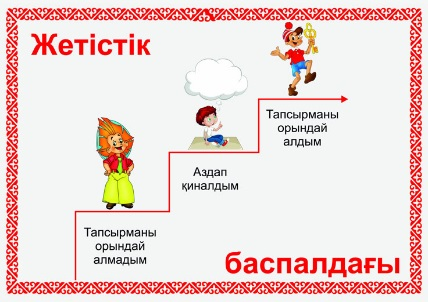 Жетістік
Тапсырманы
орындай
алдым
Аздап
қиналдым
Тапсырманы
орындай
алмадым
баспалдағы